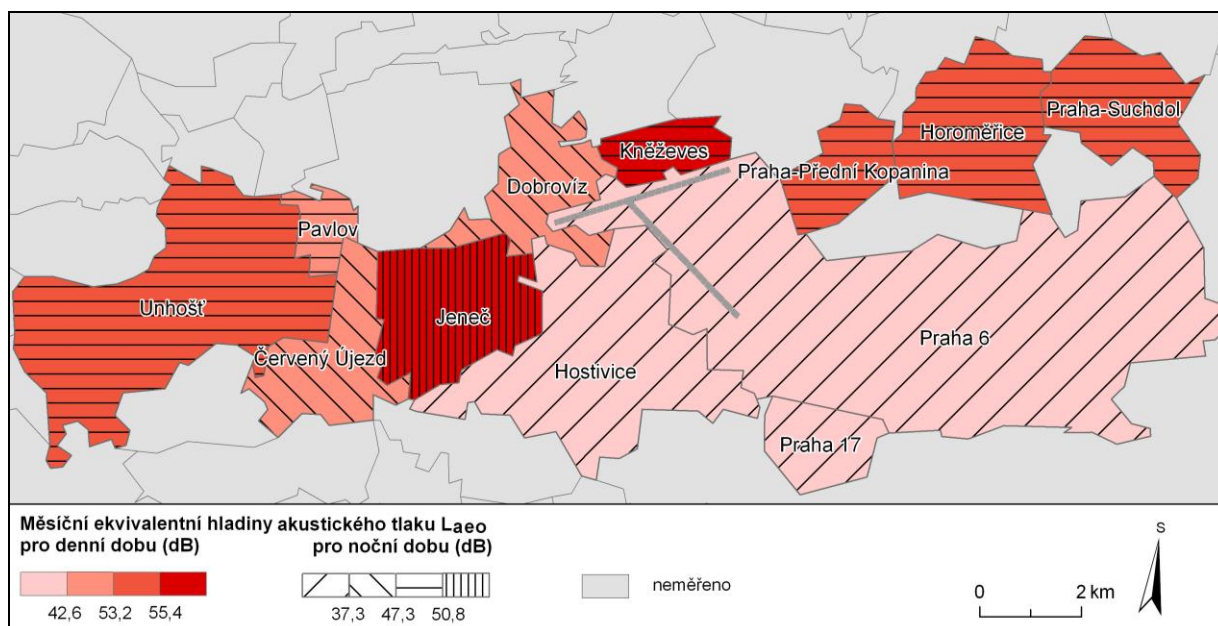 Praha-Suchdol
Kněževes
Horoměřice
Praha-Přední Kopanina
Dobrovíz
Pavlov
Unhošť
Jeneč
Praha 6
Červený Újezd
Hostivice
Praha 17
Měsíční ekvivalentní hladiny akustického tlaku Laeo
pro denní dobu (dB) pro noční dobu (dB)
42,6 53,2 55,4
37,3 47,3 50,8
neměřeno
0 2 km
S